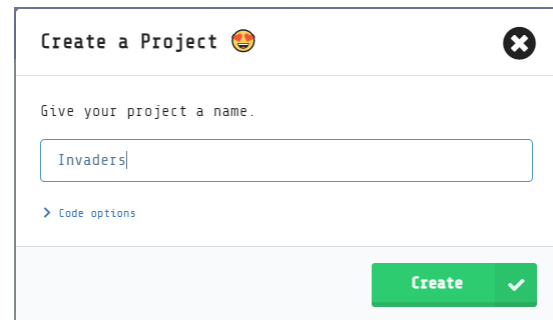 Create a Project 😍
Give your project a name.
Invaders
Code options
Create